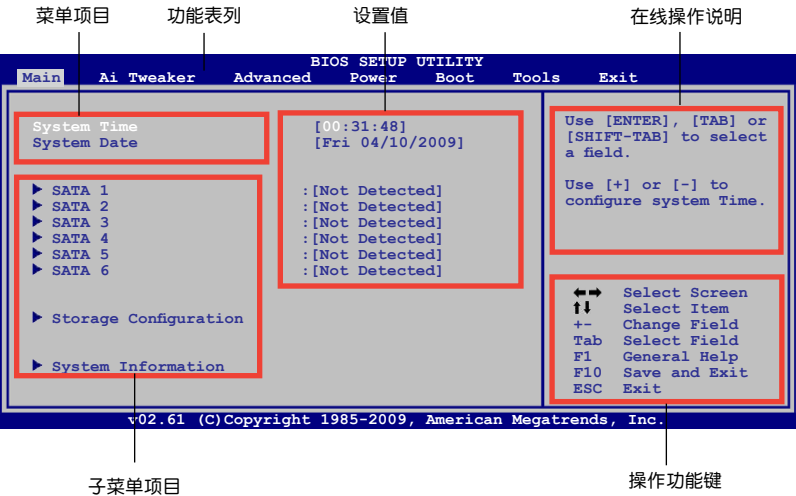 菜单项目 功能表列 设置值 在线操作说明
BIOS SETUP UTILITY
Main Ai Tweaker Advanced Power Boot Tools Exit
System Time [00:31:48]
System Date [Fri 04/10/2009]
SATA 1 :[Not Detected]
SATA 2 :[Not Detected]
SATA 3 :[Not Detected]
SATA 4 :[Not Detected]
SATA 5 :[Not Detected]
SATA 6 :[Not Detected]
Storage Configuration
System Information
Use [ENTER], [TAB] or
[SHIFT-TAB] to select
a field.
Use [+] or [-] to
configure system Time.
←→ Select Screen
↑↓ Select Item
+- Change Field
Tab Select Field
F1 General Help
F10 Save and Exit
ESC Exit
v02.61 (C)Copyright 1985-2009, American Megatrends, Inc.
子菜单项目 操作功能键